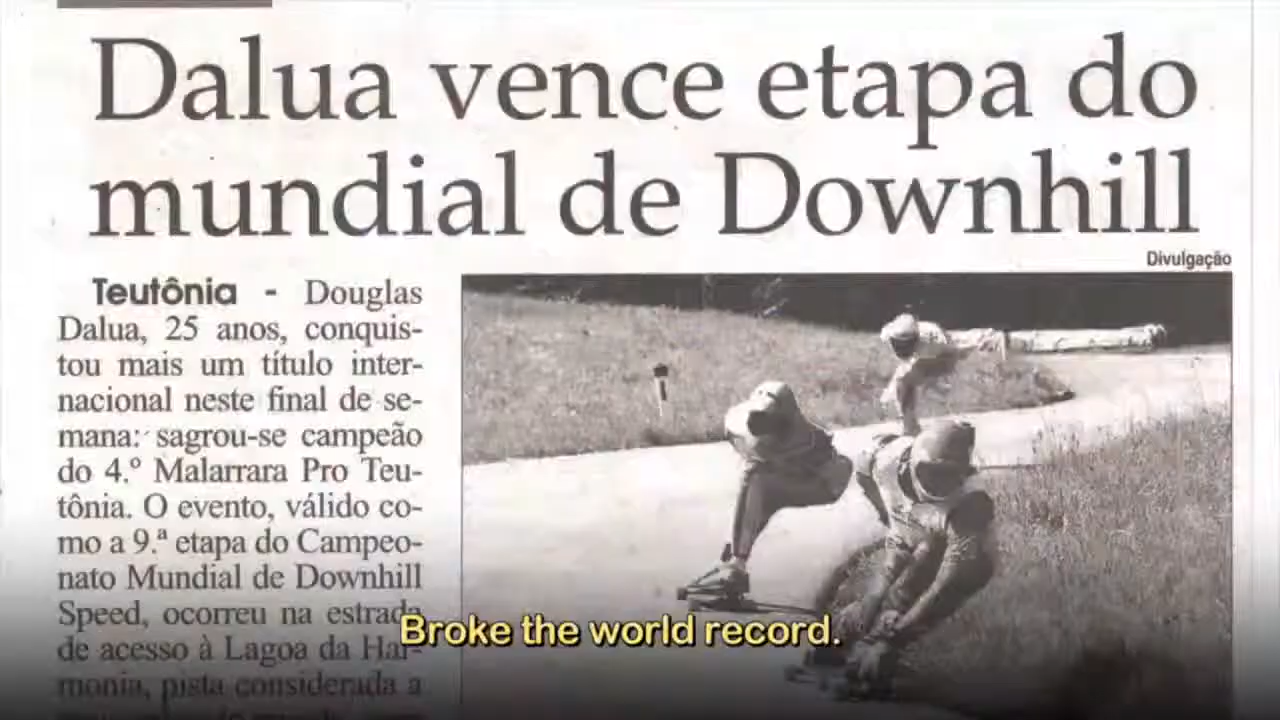 Dalua vence etapa do
mundial de Downhill
Divulgação
Teutônia - Douglas
Dalua, 25 anos, conquis-
tou mais um título inter-
nacional neste final de se-
mana: sagrou-se campeão
do 4.º Malarrara Pro Teu-
tônia. O evento, válido co-
mo a 9.ª etapa do Campeo-
nato Mundial de Downhill
Speed, ocorreu na estrada
de acesso à Lagoa da Har-
monia, pista considerada a
Broke the world record.